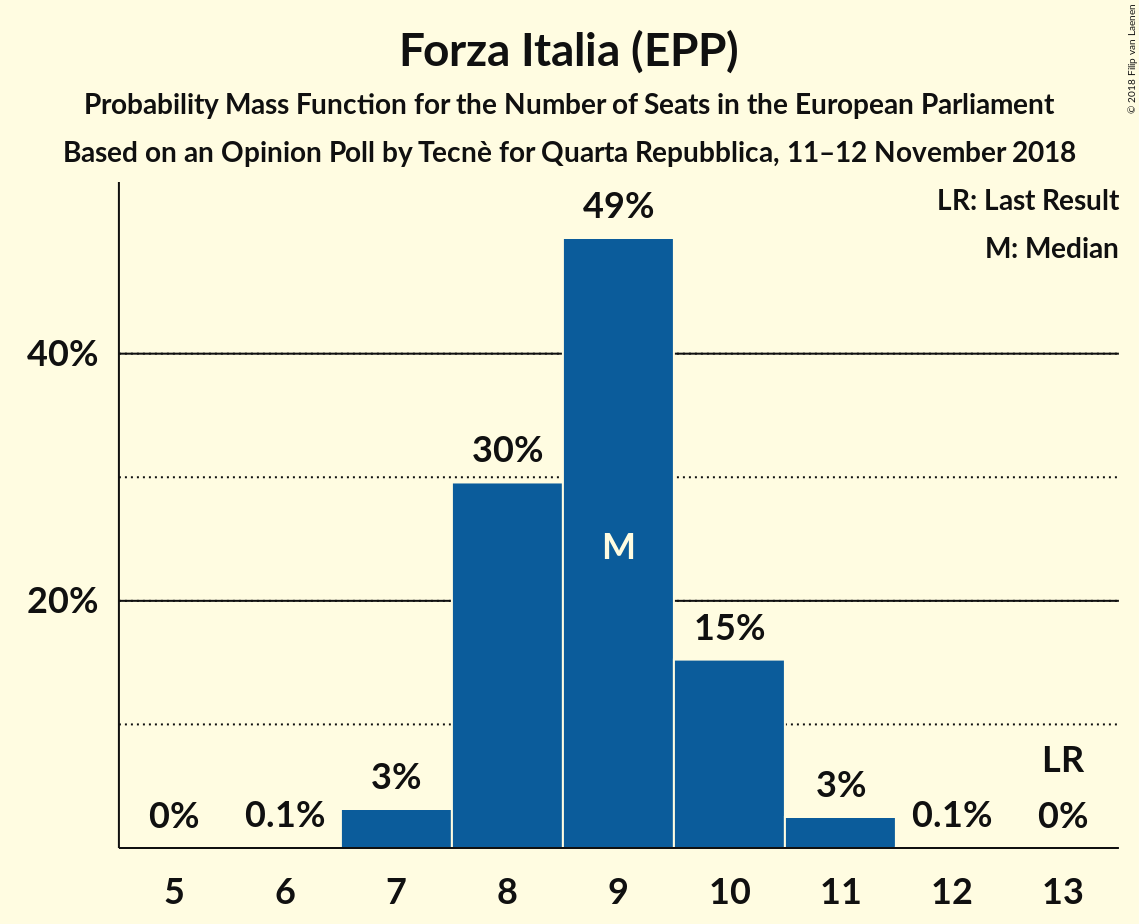 Forza Italia (EPP)
Probability Mass Function for the Number of Seats in the European Parliament
Based on an Opinion Poll by Tecnè for Quarta Repubblica, 11–12 November 2018
© 2018 Filip van Laenen
LR: Last Result
M: Median
49%
40%
30%
M
20%
15%
LR
3%
3%
0%
0.1%
0.1%
0%
5 6 7 8 9 10 11 12 13